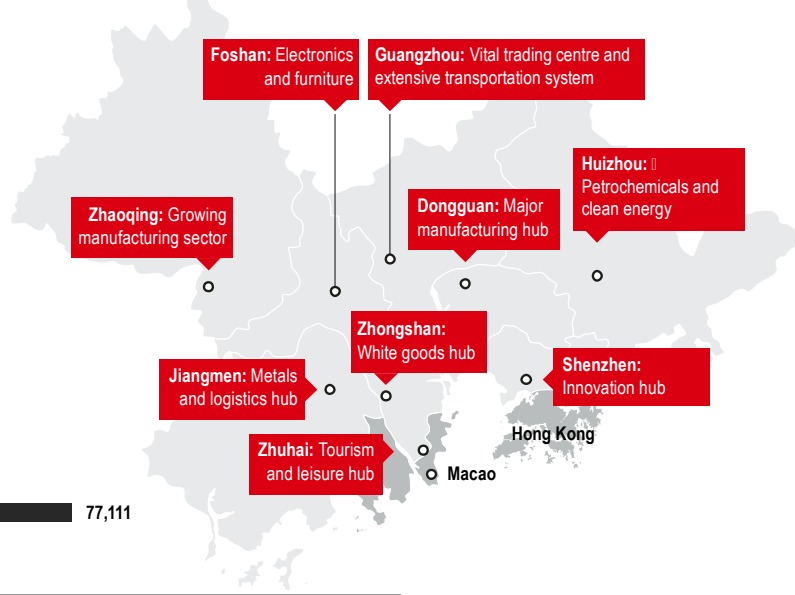 Foshan: Electronics
and furniture
Guangzhou: Vital trading centre and
extensive transportation system
Huizhou:
Petrochemicals and
clean energy
Dongguan: Major
manufacturing hub
Zhaoqing: Growing
manufacturing sector
Zhongshan:
White goods hub
Shenzhen:
Innovation hub
Jiangmen: Metals
and logistics hub
Hong Kong
Zhuhai: Tourism
and leisure hub
Macao
77,111